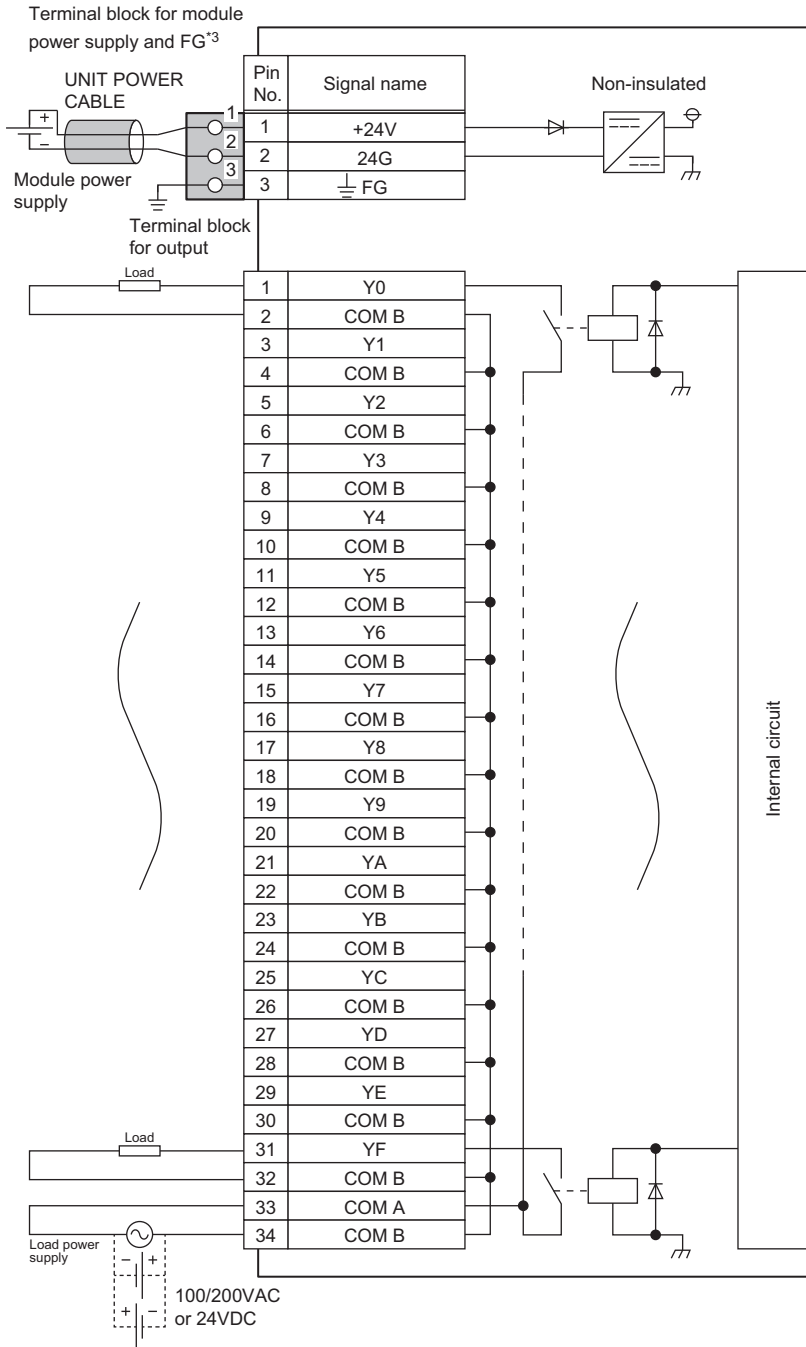 Terminal block for module
power supply and FG*3
UNIT POWER
CABLE
+
−
Module power
supply
1
2
3
Terminal block
for output
Pin
No.
Signal name
1 +24V
2 24G
3 FG
Non-insulated
Load
1 Y0
2 COM B
3 Y1
4 COM B
5 Y2
6 COM B
7 Y3
8 COM B
9 Y4
10 COM B
11 Y5
12 COM B
13 Y6
14 COM B
15 Y7
16 COM B
17 Y8
18 COM B
19 Y9
20 COM B
21 YA
22 COM B
23 YB
24 COM B
25 YC
26 COM B
27 YD
28 COM B
29 YE
30 COM B
Load
31 YF
32 COM B
33 COM A
34 COM B
Internal circuit
Load power
supply
− +
+ −
100/200VAC
or 24VDC